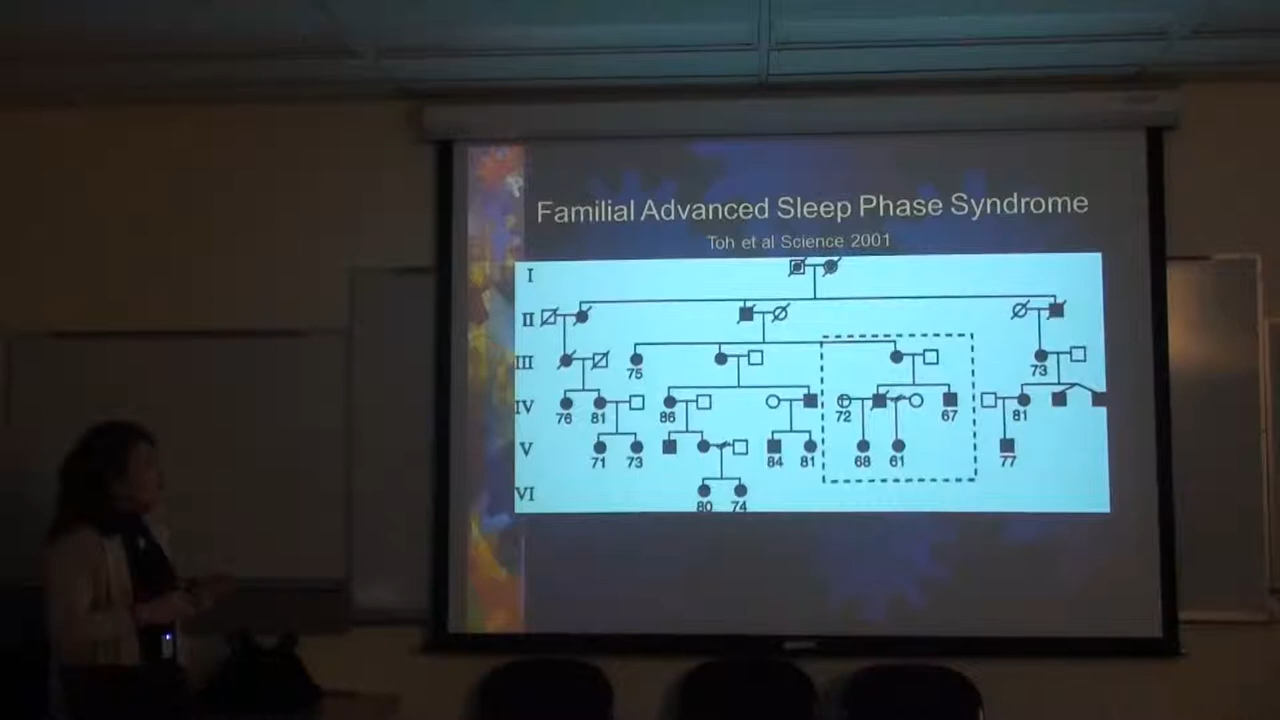 Familial Advanced Sleep Phase Syndrome
Toh et al Science 2001
I
II
III 75 73
IV 76 81 86 72 67 81
V 71 73 84 81 68 61 77
VI 80 74